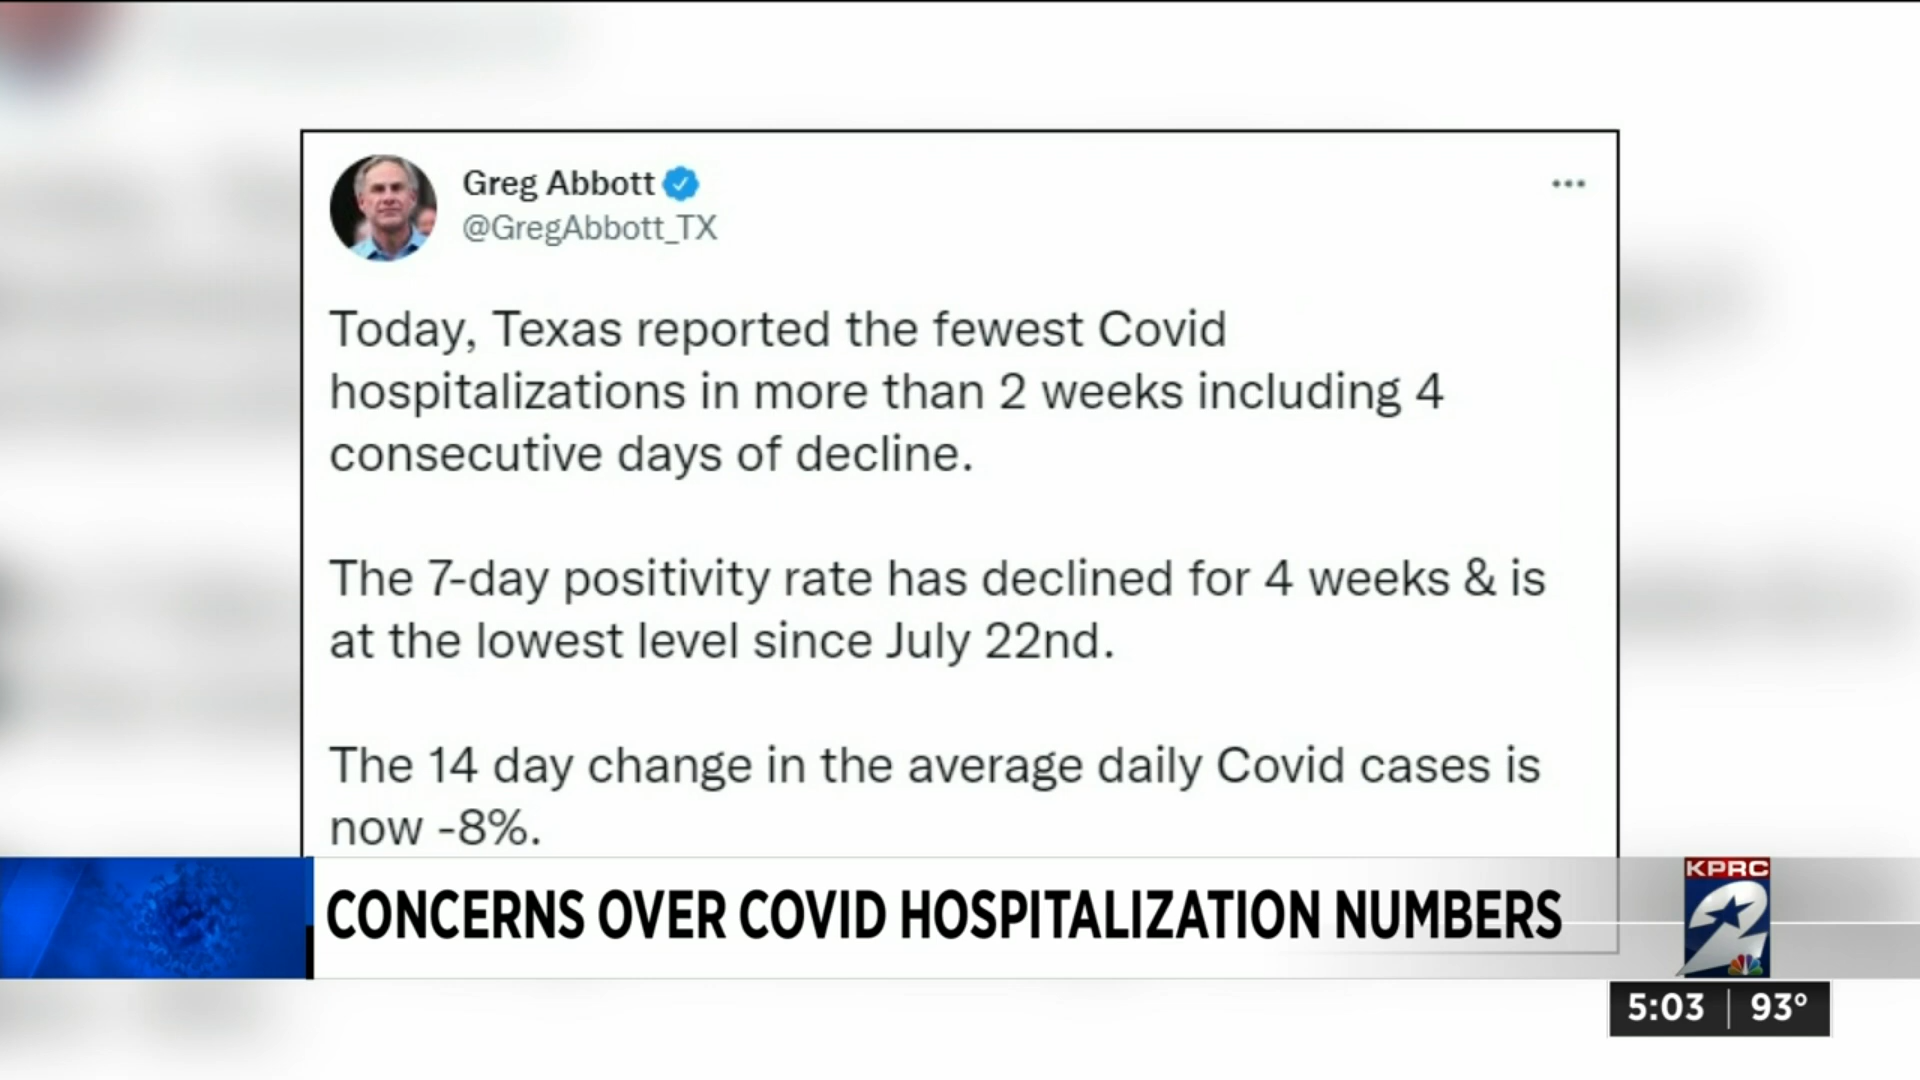 Greg Abbott
@GregAbbott_TX
Today, Texas reported the fewest Covid
hospitalizations in more than 2 weeks including 4
consecutive days of decline.
The 7-day positivity rate has declined for 4 weeks & is
at the lowest level since July 22nd.
The 14 day change in the average daily Covid cases is
now -8%.
CONCERNS OVER COVID HOSPITALIZATION NUMBERS
KPRC
2
5:03 | 93°